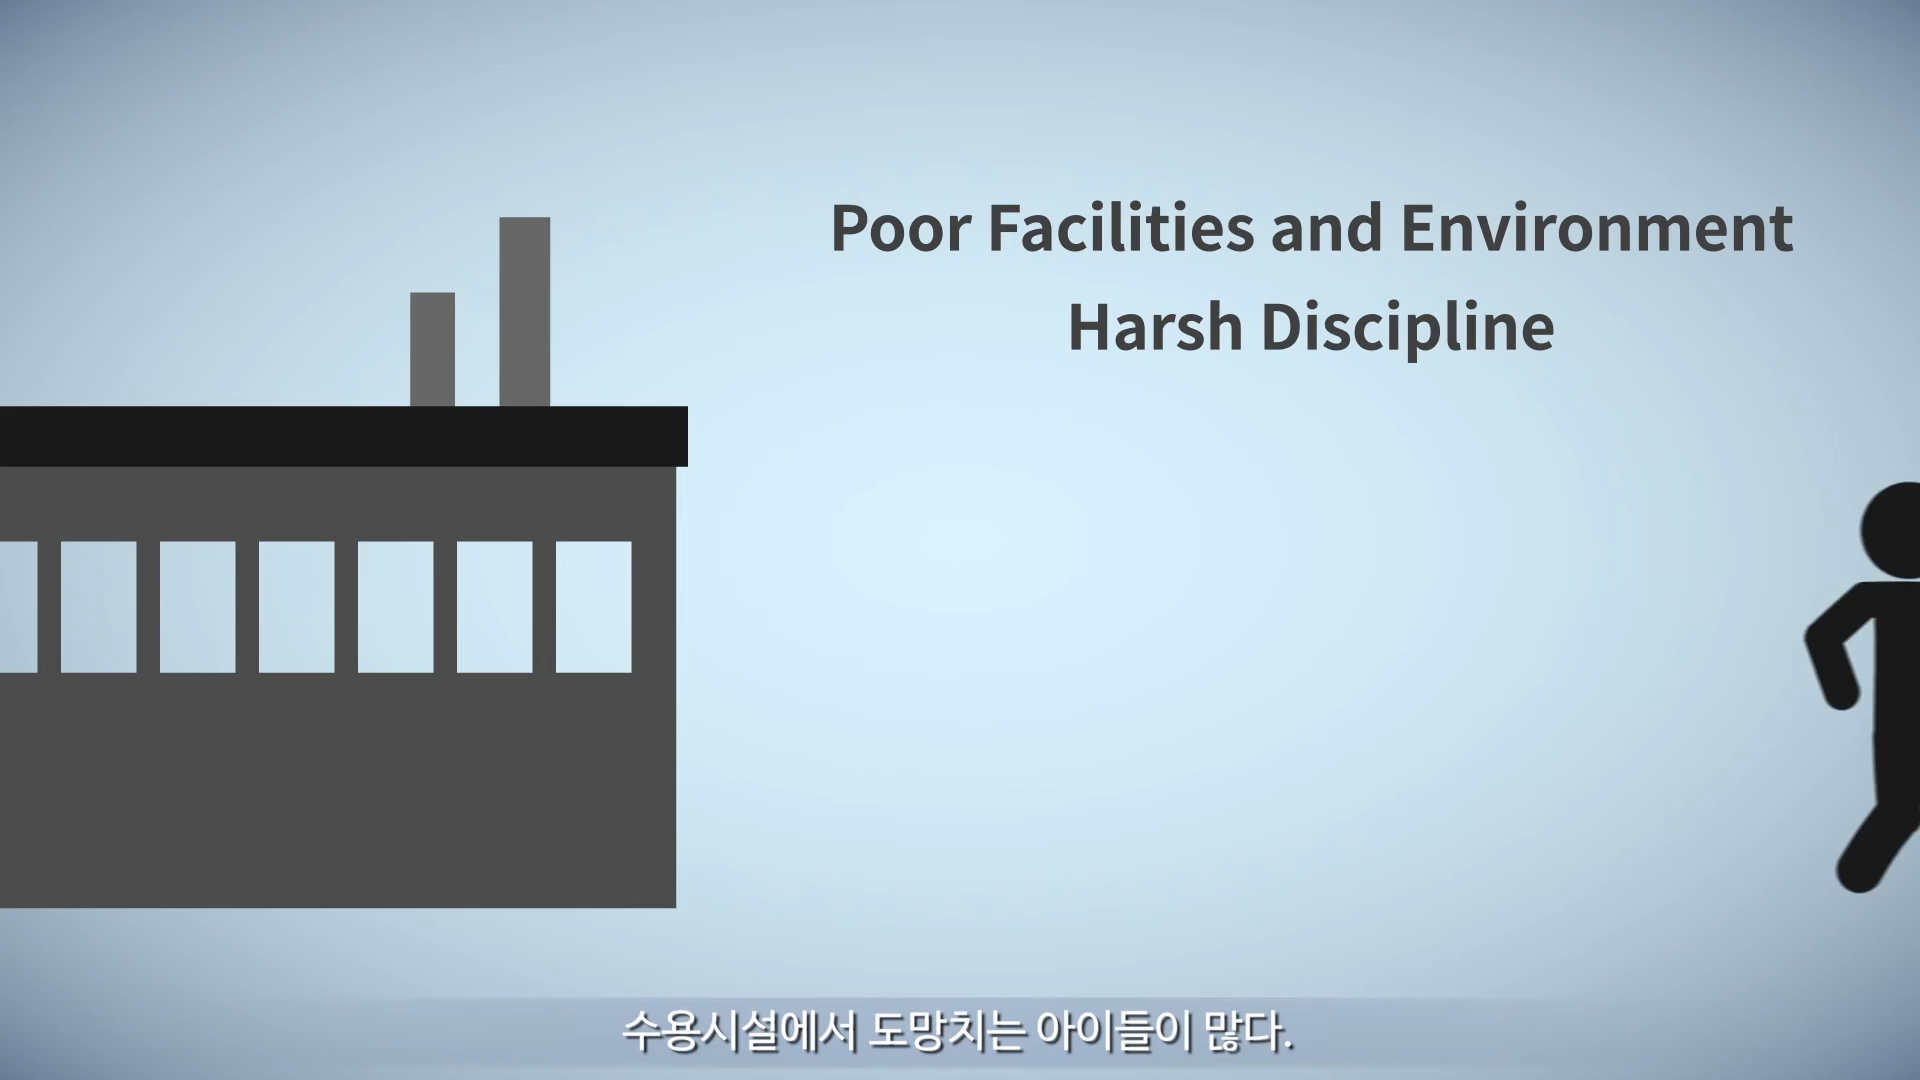 Poor Facilities and Environment
Harsh Discipline
수용시설에서 도망치는 아이들이 많다.